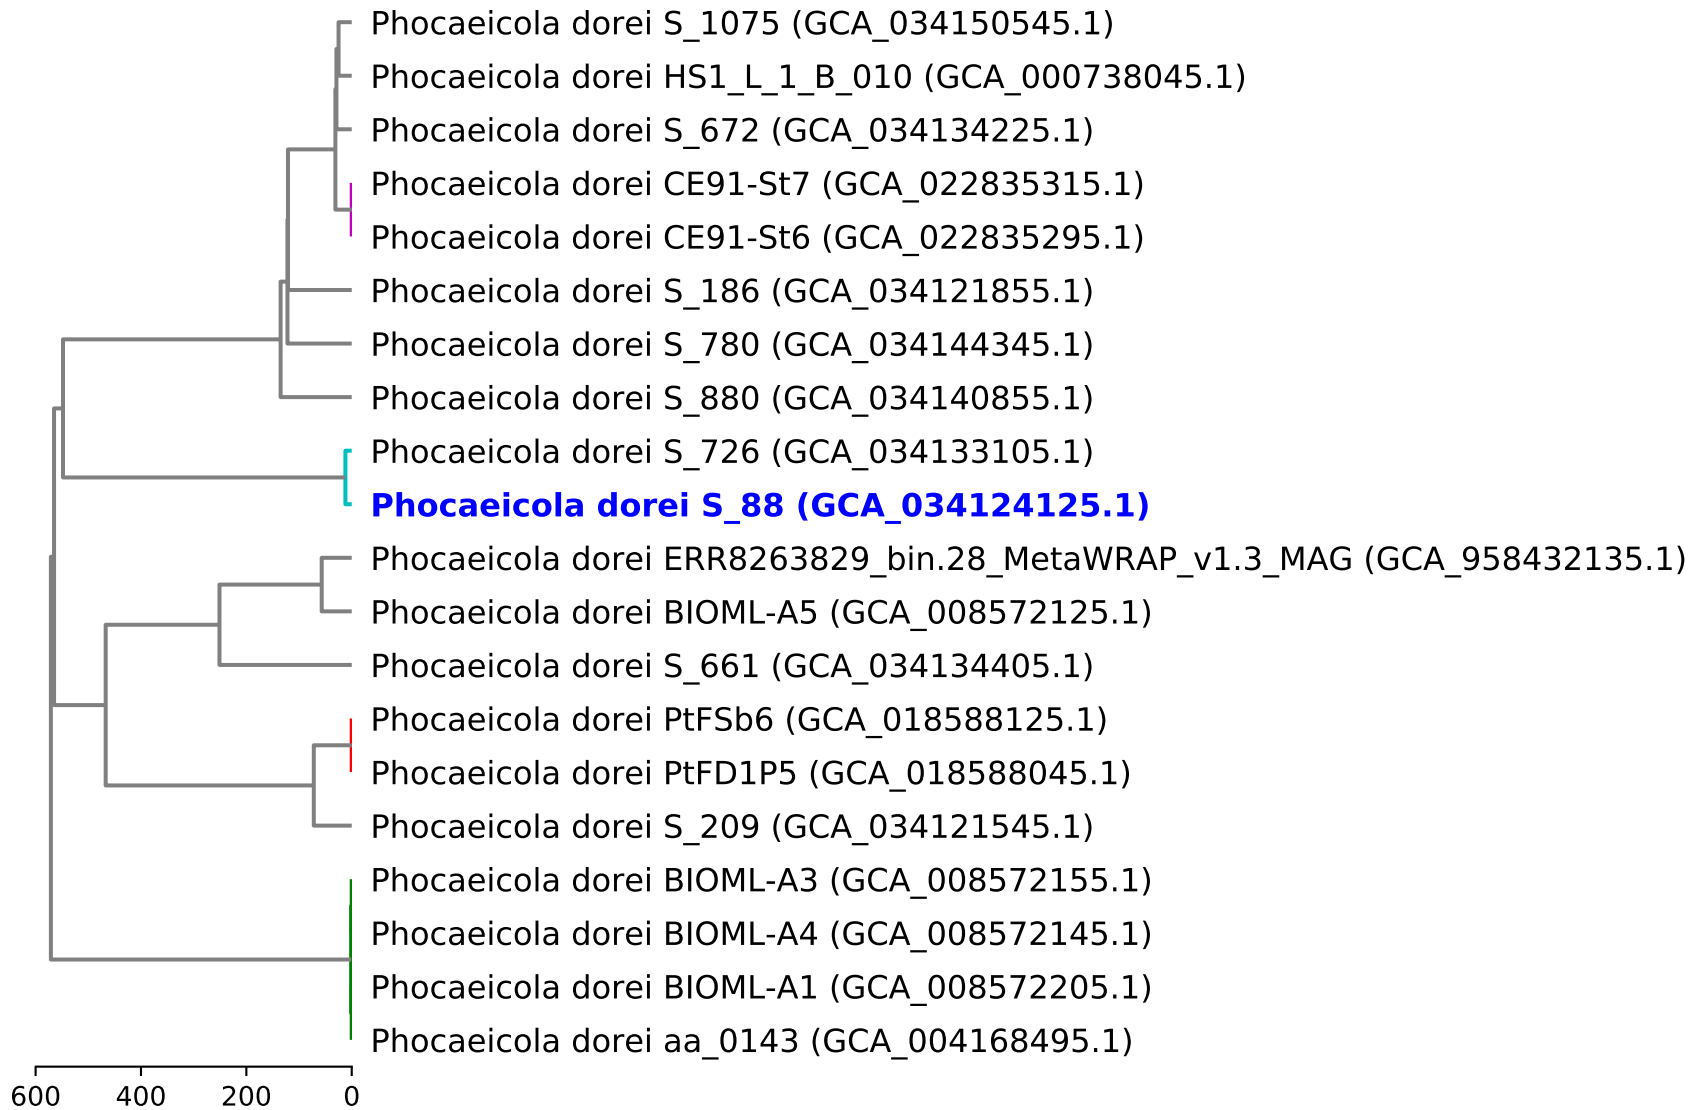 Phocaeicola dorei S_1075 (GCA_034150545.1)
Phocaeicola dorei HS1_L_1_B_010 (GCA_000738045.1)
Phocaeicola dorei S_672 (GCA_034134225.1)
Phocaeicola dorei CE91-St7 (GCA_022835315.1)
Phocaeicola dorei CE91-St6 (GCA_022835295.1)
Phocaeicola dorei S_186 (GCA_034121855.1)
Phocaeicola dorei S_780 (GCA_034144345.1)
Phocaeicola dorei S_880 (GCA_034140855.1)
Phocaeicola dorei S_726 (GCA_034133105.1)
Phocaeicola dorei S_88 (GCA_034124125.1)
Phocaeicola dorei ERR8263829_bin.28_MetaWRAP_v1.3_MAG (GCA_958432135.1)
Phocaeicola dorei BIOML-A5 (GCA_008572125.1)
Phocaeicola dorei S_661 (GCA_034134405.1)
Phocaeicola dorei PtFSb6 (GCA_018588125.1)
Phocaeicola dorei PtFD1P5 (GCA_018588045.1)
Phocaeicola dorei S_209 (GCA_034121545.1)
Phocaeicola dorei BIOML-A3 (GCA_008572155.1)
Phocaeicola dorei BIOML-A4 (GCA_008572145.1)
Phocaeicola dorei BIOML-A1 (GCA_008572205.1)
Phocaeicola dorei aa_0143 (GCA_004168495.1)
600 400 200 0